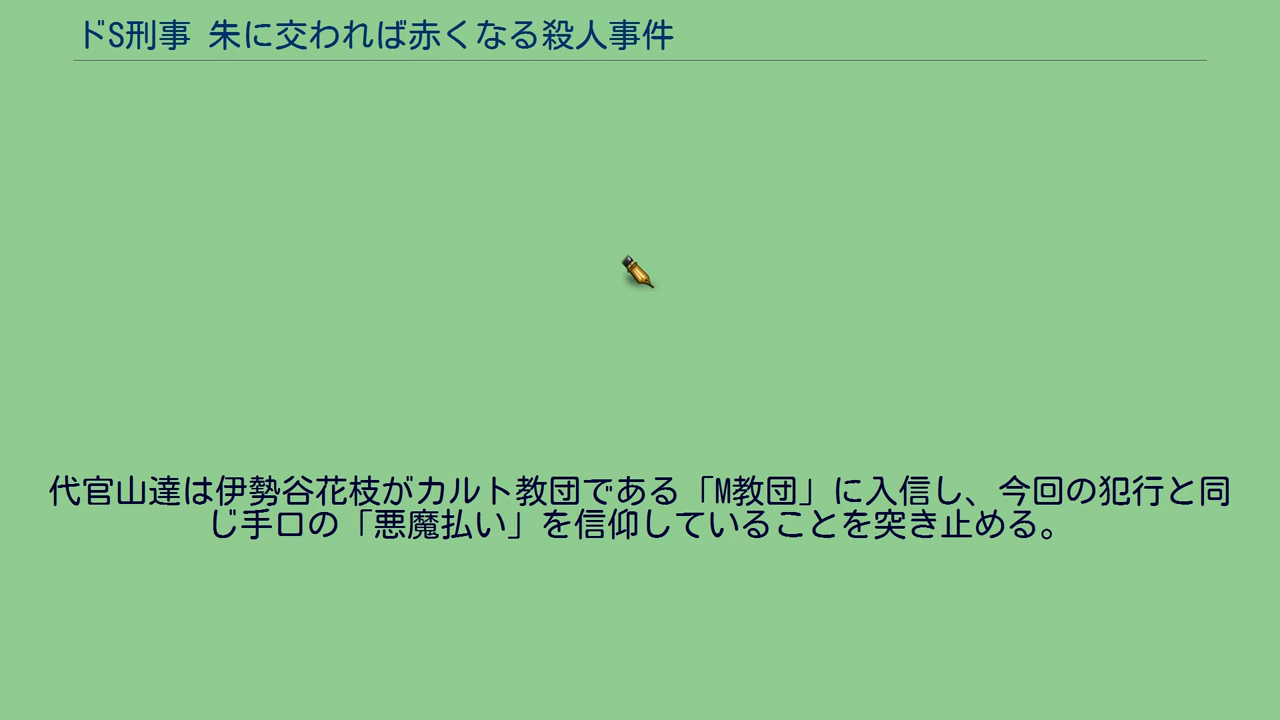 ドS刑事 朱に交われば赤くなる殺人事件
代官山達は伊勢谷花枝がカルト教団である「M教団」に入信し、今回の犯行と同
じ手口の「悪魔払い」を信仰していることを突き止める。